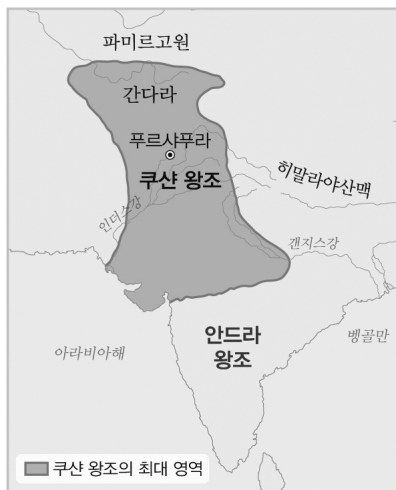 파미르고원
간다라
푸르샤푸라
쿠샨 왕조
히말라야산맥
인더스강
갠지스강
안드라
왕조
아라비아해
벵골만
쿠샨 왕조의 최대 영역